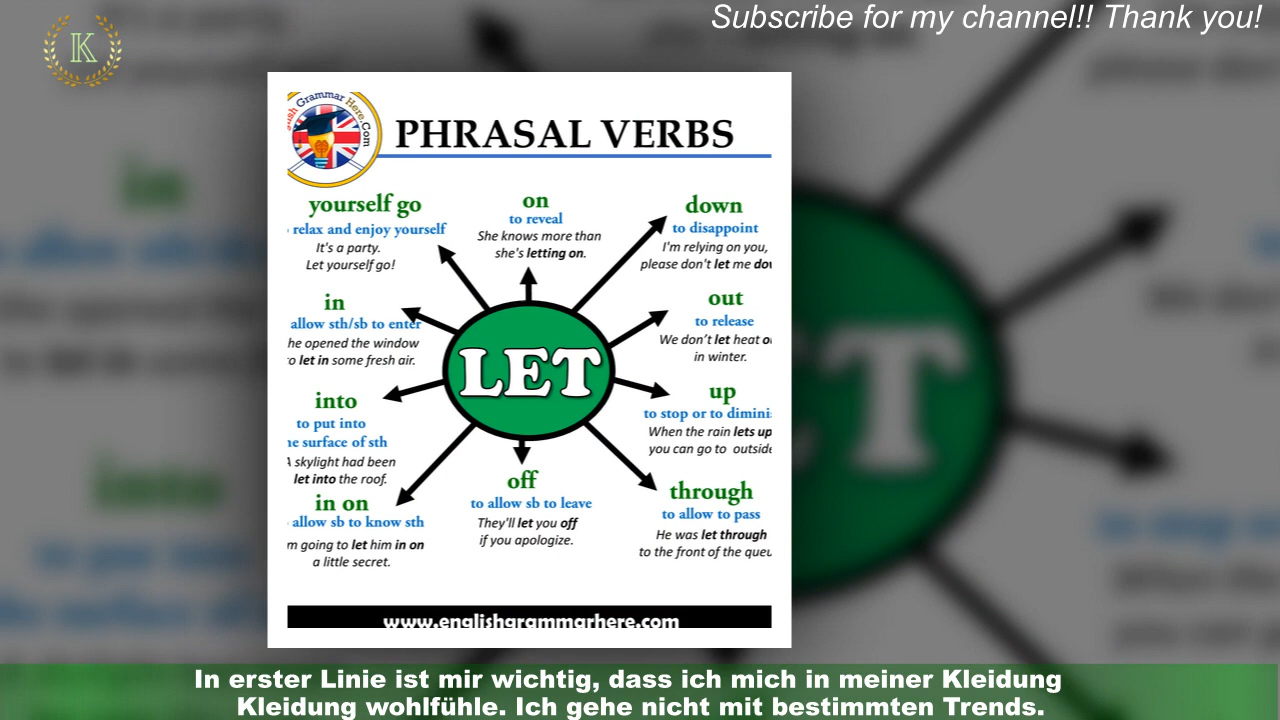 Subscribe for my channel!! Thank you!
K
Grammar Here.Com
PHRASAL VERBS
yourself go
relax and enjoy yourself
It's a party.
Let yourself go!
on
to reveal
She knows more than
she's letting on.
down
to disappoint
I'm relying on you,
please don't let me
in
allow sth/sb to enter
he opened the window
let in some fresh air.
out
to release
We don't let heat
in winter.
LET
into
to put into
surface of sth
A skylight had been
let into the roof.
up
to stop or to
When the rain lets up
you can go to outside
in on
allow sb to know sth
going to let him in on
a little secret.
off
to allow sb to leave
They'll let you off
if you apologize.
through
to allow to pass
He was let through
to the front of the
www.englishgrammarhere.com
In erster Linie ist mir wichtig, dass ich mich in meiner Kleidung
Kleidung wohlfühle. Ich gehe nicht mit bestimmten Trends.